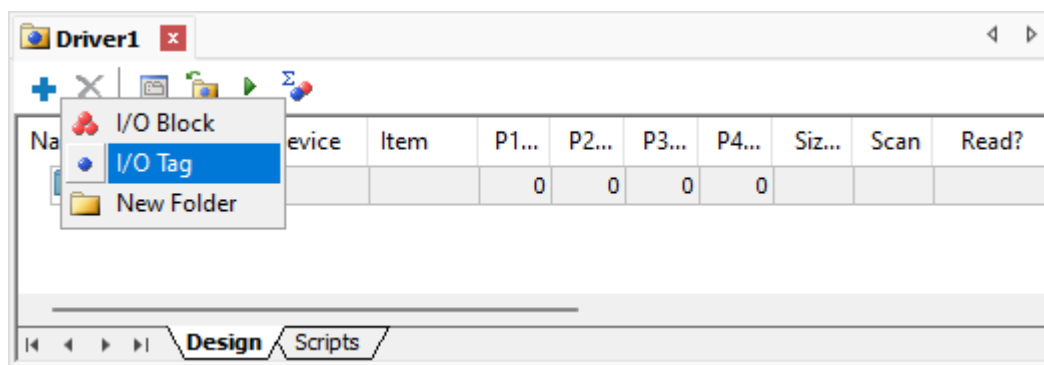 Driver1
I/O Block
I/O Tag
New Folder
Na evice Item P1... P2... P3... P4... Siz... Scan Read?
0 0 0 0
Design Scripts